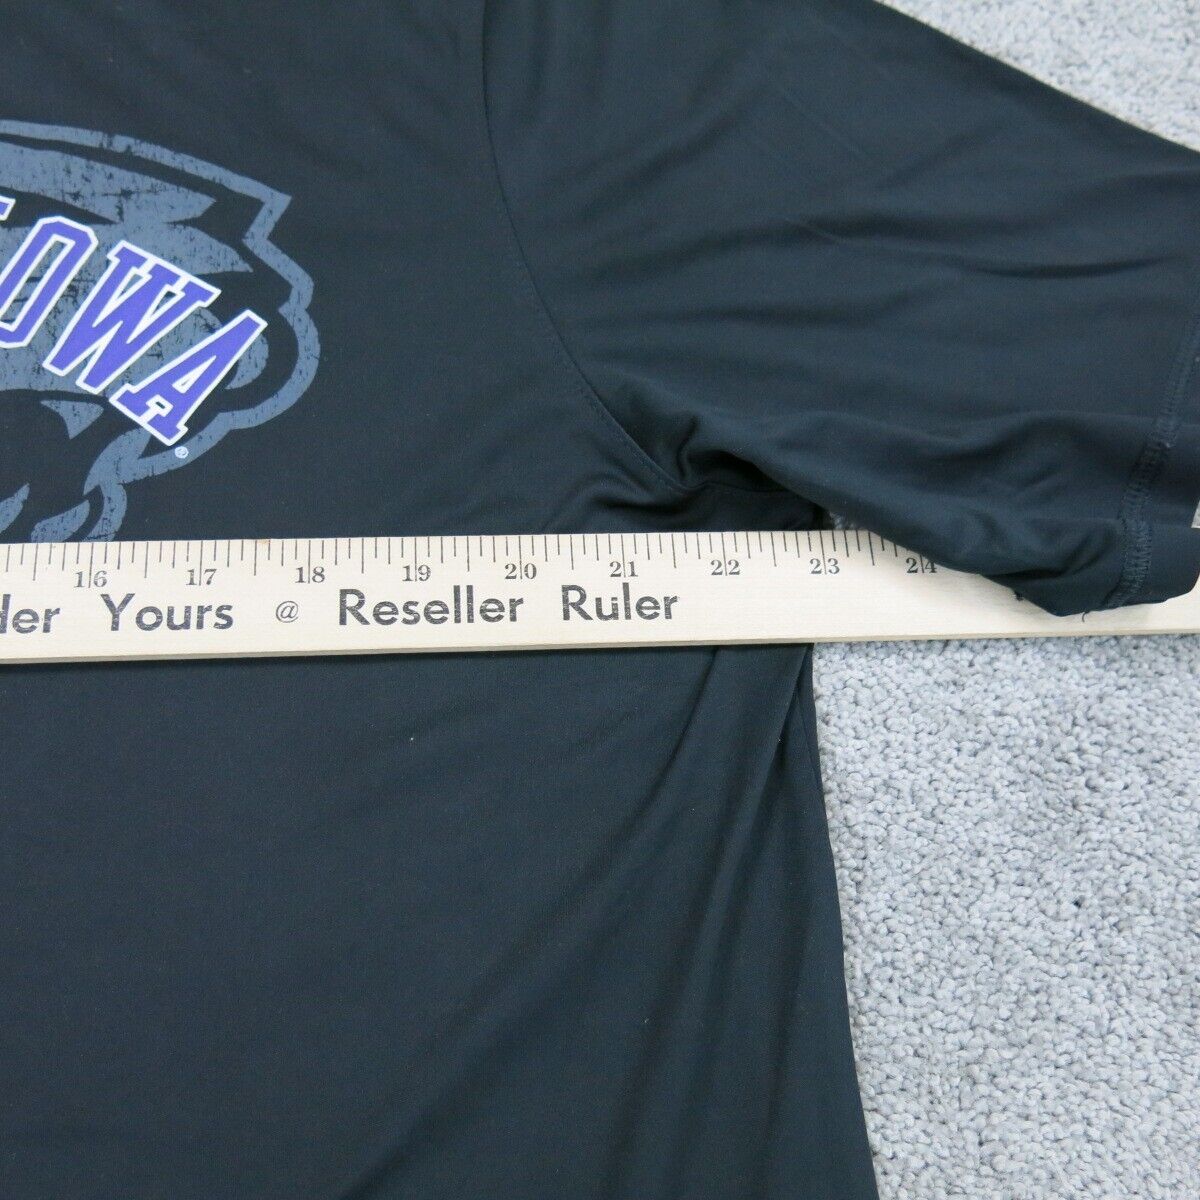 IOWA
®
16 17 18 19 20 21 22 23 24
der Yours @ Reseller Ruler